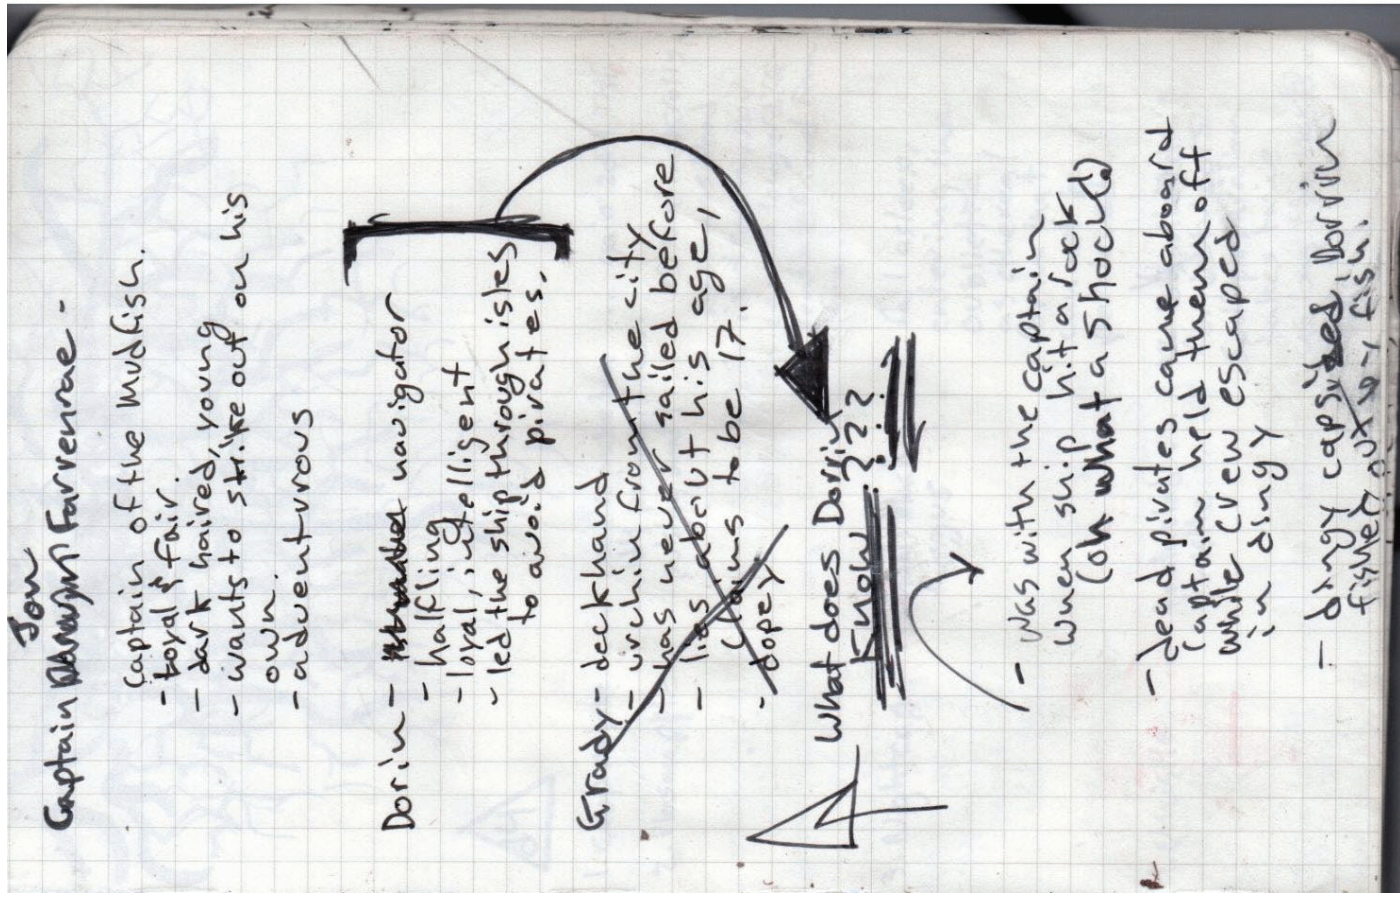 Jon
Captain Farrenrae -
Captain of the Mudfish.
- loyal & fair.
- dark haired, young
- wants to strike out on his
own.
- adventurous
Dorin - navigator
- halfling
- loyal, intelligent
- led the ship through isles
to avoid pirates.
Grady - deckhand
- urchin from the city
- has never sailed before
- lies about his age,
claims to be 17.
- dopey
What does Dorrin
Know ???
- was with the captain
when ship hit a rock
(oh what a shock!)
- dead pirates came aboard
Captain held them off
while crew escaped
in dingy
- dingy capsized, Dorrin
fished out by fish.